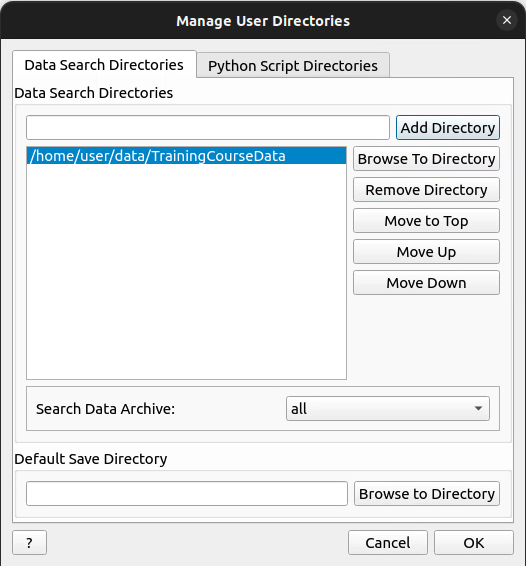 Manage User Directories
Data Search Directories
Python Script Directories
Data Search Directories
Add Directory
/home/user/data/TrainingCourseData
Browse To Directory
Remove Directory
Move to Top
Move Up
Move Down
Search Data Archive:
all
Default Save Directory
Browse to Directory
?
Cancel
OK